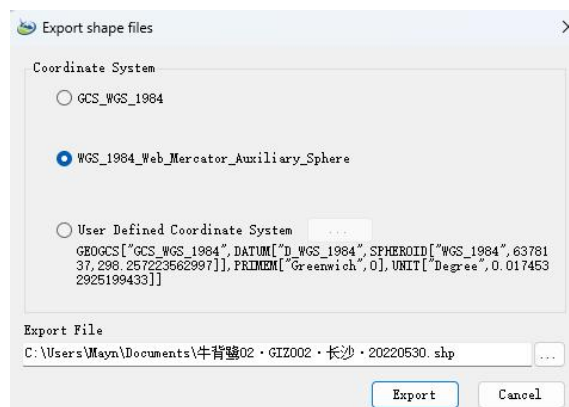 Export shape files
Coordinate System
GCS_WGS_1984
WGS_1984_Web_Mercator_Auxiliary_Sphere
User Defined Coordinate System ...
GEOGCS["GCS_WGS_1984",DATUM["D_WGS_1984",SPHEROID["WGS_1984",63781
37,298.257223562997]],PRIMEM["Greenwich",0],UNIT["Degree",0.017453
2925199433]]
Export File
C:\Users\Mayn\Documents\牛背鹭02·GIZ002·长沙·20220530.shp ...
Export Cancel